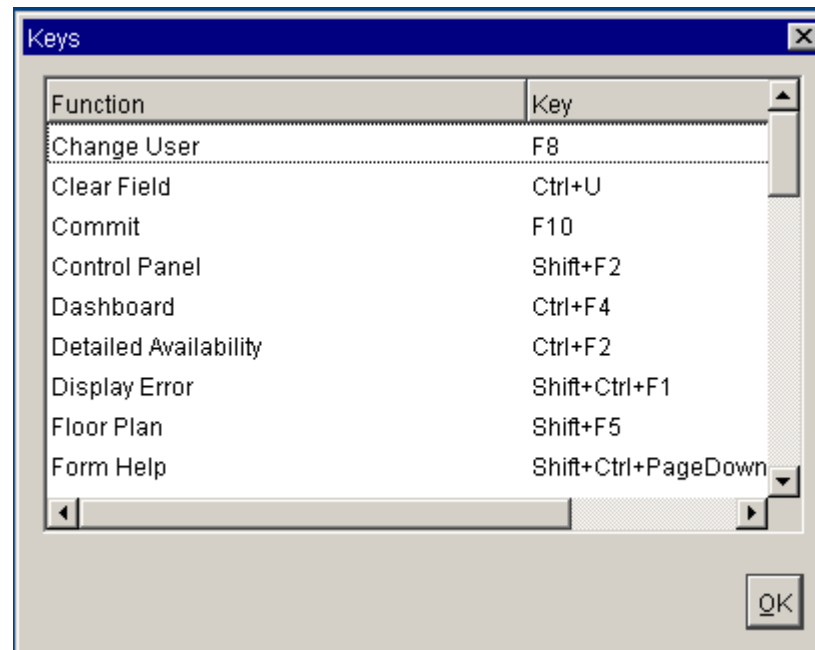 Keys
Function Key
Change User F8
Clear Field Ctrl+U
Commit F10
Control Panel Shift+F2
Dashboard Ctrl+F4
Detailed Availability Ctrl+F2
Display Error Shift+Ctrl+F1
Floor Plan Shift+F5
Form Help Shift+Ctrl+PageDown
OK